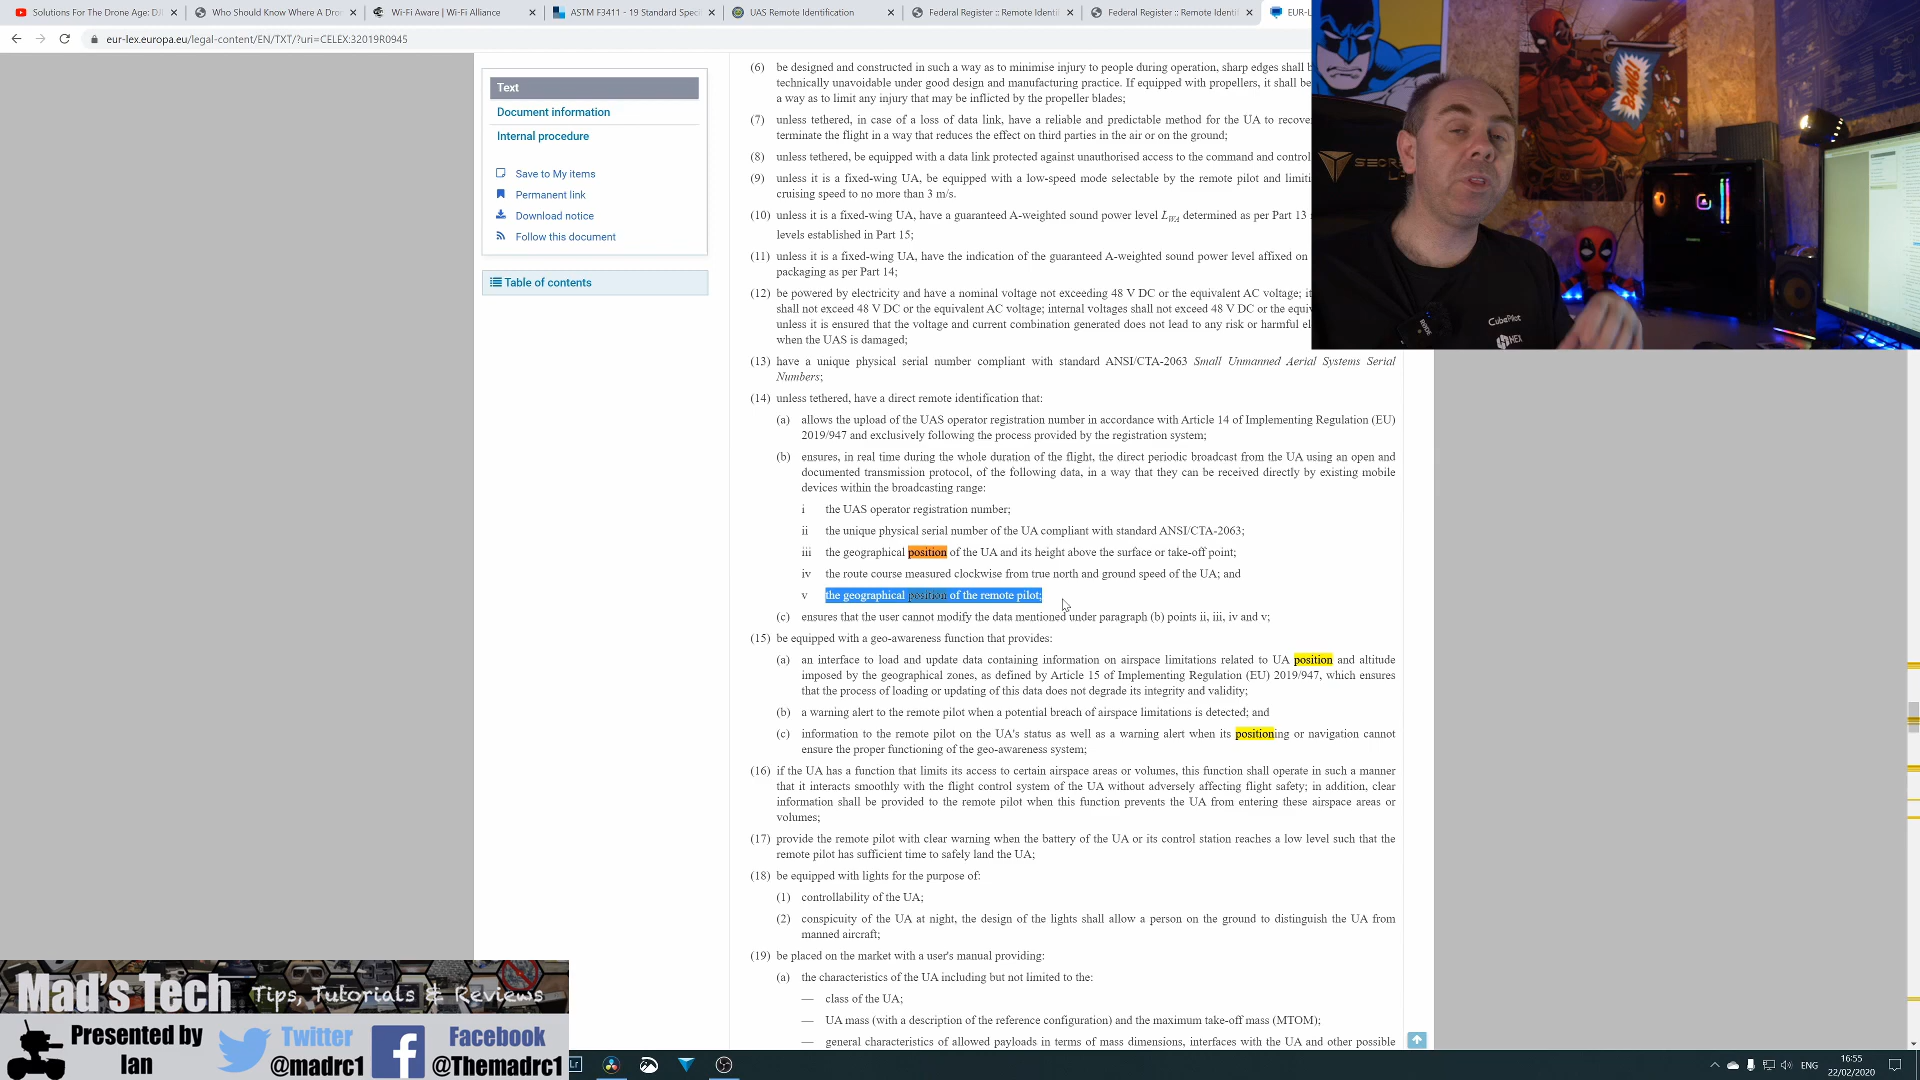 Solutions For The Drone Age: DJI
Who Should Know Where A Dron
Wi-Fi Aware | Wi-Fi Alliance
ASTM F3411 - 19 Standard Speci
UAS Remote Identification
Federal Register :: Remote Identif
Federal Register :: Remote Identif
EUR-L
eur-lex.europa.eu/legal-content/EN/TXT/?uri=CELEX:32019R0945
Text
Document information
Internal procedure
Save to My items
Permanent link
Download notice
Follow this document
Table of contents
(6) be designed and constructed in such a way as to minimise injury to people during operation, sharp edges shall b
technically unavoidable under good design and manufacturing practice. If equipped with propellers, it shall be
a way as to limit any injury that may be inflicted by the propeller blades;
(7) unless tethered, in case of a loss of data link, have a reliable and predictable method for the UA to recover
terminate the flight in a way that reduces the effect on third parties in the air or on the ground;
(8) unless tethered, be equipped with a data link protected against unauthorised access to the command and control
(9) unless it is a fixed-wing UA, be equipped with a low-speed mode selectable by the remote pilot and limiti
cruising speed to no more than 3 m/s.
(10) unless it is a fixed-wing UA, have a guaranteed A-weighted sound power level LWA determined as per Part 13
levels established in Part 15;
(11) unless it is a fixed-wing UA, have the indication of the guaranteed A-weighted sound power level affixed on
packaging as per Part 14;
(12) be powered by electricity and have a nominal voltage not exceeding 48 V DC or the equivalent AC voltage; it
shall not exceed 48 V DC or the equivalent AC voltage; internal voltages shall not exceed 48 V DC or the equiv
unless it is ensured that the voltage and current combination generated does not lead to any risk or harmful el
when the UAS is damaged;
(13) have a unique physical serial number compliant with standard ANSI/CTA-2063 Small Unmanned Aerial Systems Serial
Numbers;
(14) unless tethered, have a direct remote identification that:
(a) allows the upload of the UAS operator registration number in accordance with Article 14 of Implementing Regulation (EU)
2019/947 and exclusively following the process provided by the registration system;
(b) ensures, in real time during the whole duration of the flight, the direct periodic broadcast from the UA using an open and
documented transmission protocol, of the following data, in a way that they can be received directly by existing mobile
devices within the broadcasting range:
i the UAS operator registration number;
ii the unique physical serial number of the UA compliant with standard ANSI/CTA-2063;
iii the geographical position of the UA and its height above the surface or take-off point;
iv the route course measured clockwise from true north and ground speed of the UA; and
v the geographical position of the remote pilot;
(c) ensures that the user cannot modify the data mentioned under paragraph (b) points ii, iii, iv and v;
(15) be equipped with a geo-awareness function that provides:
(a) an interface to load and update data containing information on airspace limitations related to UA position and altitude
imposed by the geographical zones, as defined by Article 15 of Implementing Regulation (EU) 2019/947, which ensures
that the process of loading or updating of this data does not degrade its integrity and validity;
(b) a warning alert to the remote pilot when a potential breach of airspace limitations is detected; and
(c) information to the remote pilot on the UA's status as well as a warning alert when its positioning or navigation cannot
ensure the proper functioning of the geo-awareness system;
(16) if the UA has a function that limits its access to certain airspace areas or volumes, this function shall operate in such a manner
that it interacts smoothly with the flight control system of the UA without adversely affecting flight safety; in addition, clear
information shall be provided to the remote pilot when this function prevents the UA from entering these airspace areas or
volumes;
(17) provide the remote pilot with clear warning when the battery of the UA or its control station reaches a low level such that the
remote pilot has sufficient time to safely land the UA;
(18) be equipped with lights for the purpose of:
(1) controllability of the UA;
(2) conspicuity of the UA at night, the design of the lights shall allow a person on the ground to distinguish the UA from
manned aircraft;
(19) be placed on the market with a user's manual providing:
(a) the characteristics of the UA including but not limited to the:
— class of the UA;
— UA mass (with a description of the reference configuration) and the maximum take-off mass (MTOM);
— general characteristics of allowed payloads in terms of mass dimensions, interfaces with the UA and other possible
BANG!
CubePilot
HEX
RODE
Mad's Tech
Tips, Tutorials & Reviews
Presented by
Ian
Twitter
@madrc1
Facebook
@Themadrc1
ENG
16:55
22/02/2020